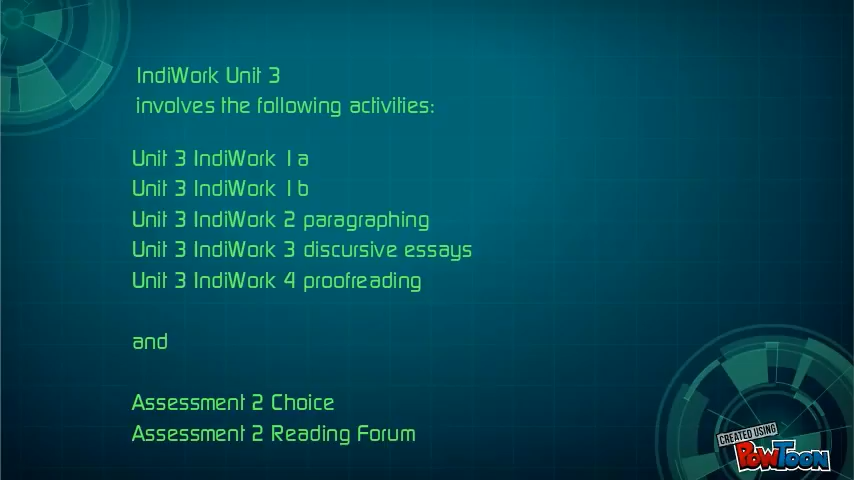 IndiWork Unit 3
involves the following activities:
Unit 3 IndiWork 1a
Unit 3 IndiWork 1b
Unit 3 IndiWork 2 paragraphing
Unit 3 IndiWork 3 discursive essays
Unit 3 IndiWork 4 proofreading
and
Assessment 2 Choice
Assessment 2 Reading Forum
CREATED USING
POWTOON